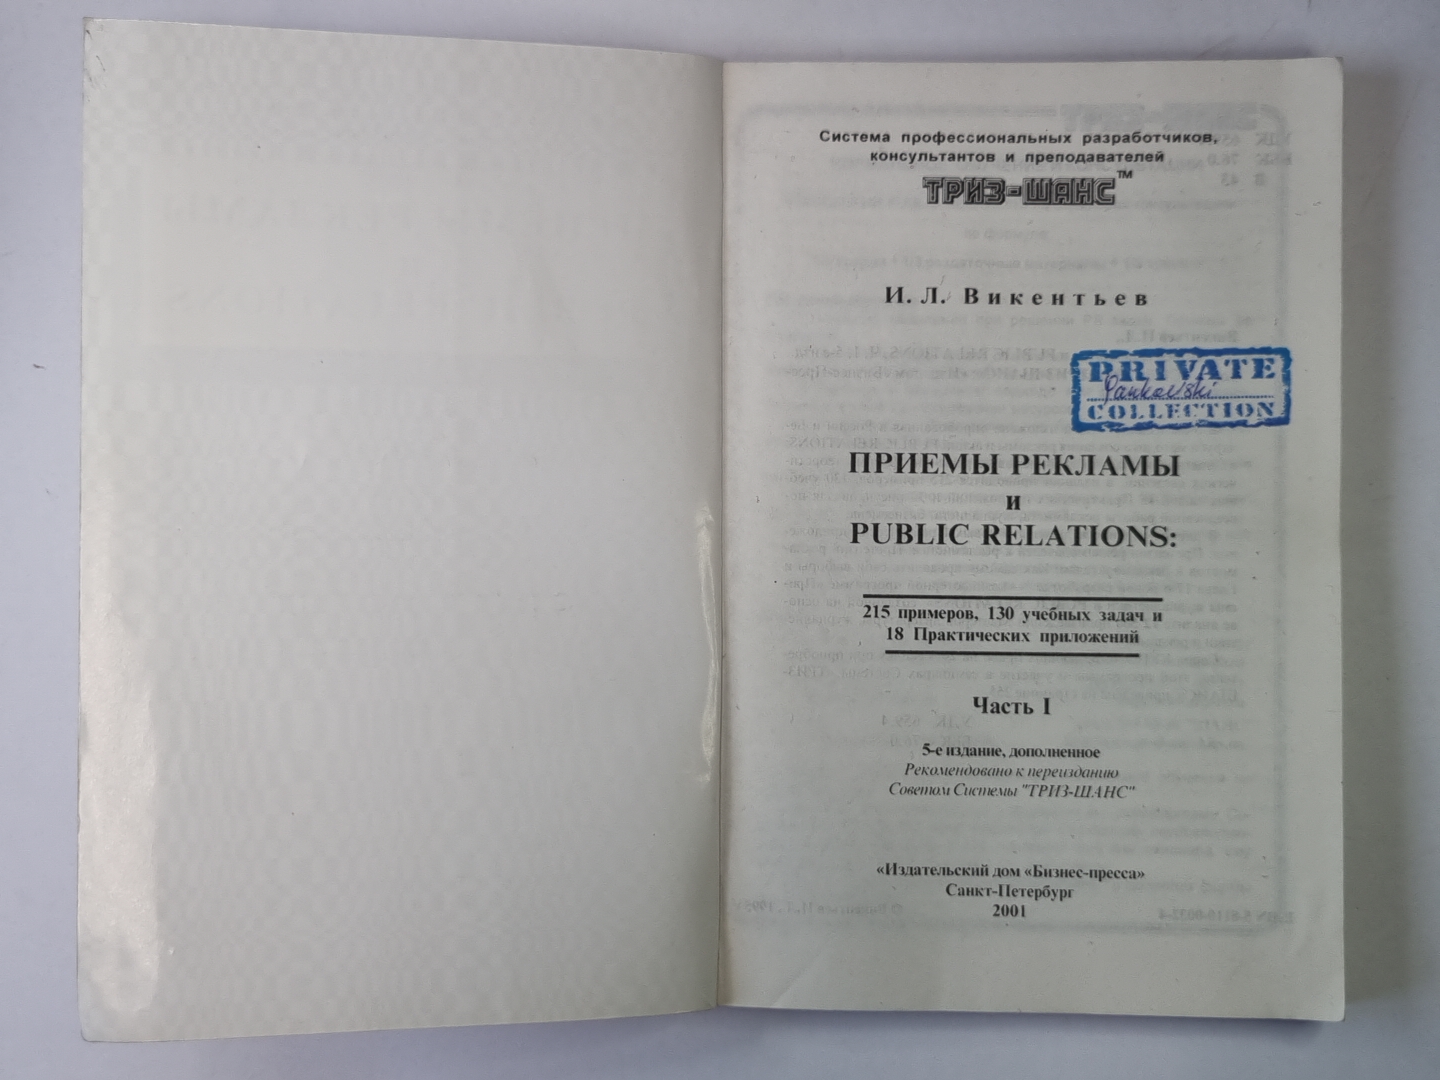 Система профессиональных разработчиков,
консультантов и преподавателей
ТРИЗ-ШАНС™
И. Л. Викентьев
PRIVATE
Pankovski
COLLECTION
ПРИЕМЫ РЕКЛАМЫ
и
PUBLIC RELATIONS:
215 примеров, 130 учебных задач и
18 Практических приложений
Часть I
5-е издание, дополненное
Рекомендовано к переизданию
Советом Системы "ТРИЗ-ШАНС"
«Издательский дом «Бизнес-пресса»
Санкт-Петербург
2001